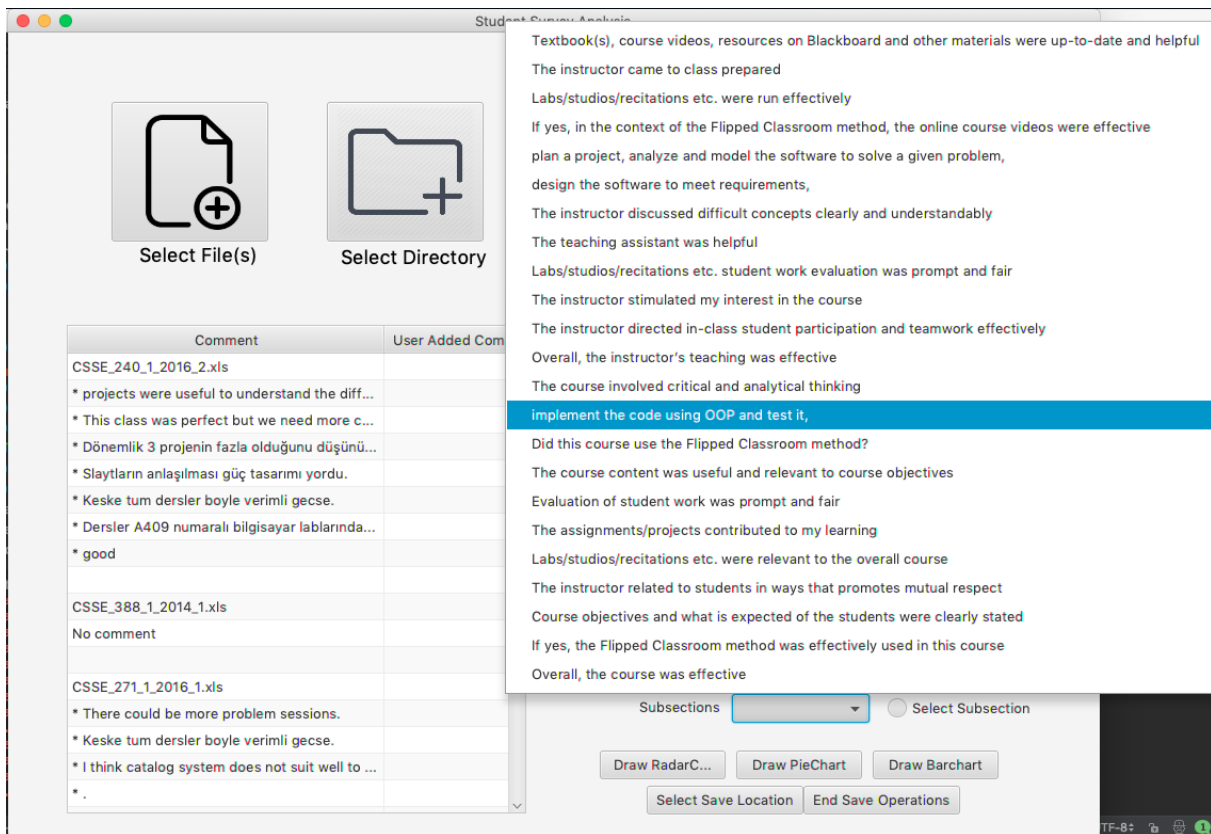 Student Survey Analysis
Select File(s)
Select Directory
Comment
User Added Com
CSSE_240_1_2016_2.xls
* projects were useful to understand the diff...
* This class was perfect but we need more c...
* Dönemlik 3 projenin fazla olduğunu düşünü...
* Slaytların anlaşılması güç tasarımı yordu.
* Keske tum dersler boyle verimli gecse.
* Dersler A409 numaralı bilgisayar lablarında...
* good
CSSE_388_1_2014_1.xls
No comment
CSSE_271_1_2016_1.xls
* There could be more problem sessions.
* Keske tum dersler boyle verimli gecse.
* I think catalog system does not suit well to ...
* .
Textbook(s), course videos, resources on Blackboard and other materials were up-to-date and helpful
The instructor came to class prepared
Labs/studios/recitations etc. were run effectively
If yes, in the context of the Flipped Classroom method, the online course videos were effective
plan a project, analyze and model the software to solve a given problem,
design the software to meet requirements,
The instructor discussed difficult concepts clearly and understandably
The teaching assistant was helpful
Labs/studios/recitations etc. student work evaluation was prompt and fair
The instructor stimulated my interest in the course
The instructor directed in-class student participation and teamwork effectively
Overall, the instructor's teaching was effective
The course involved critical and analytical thinking
implement the code using OOP and test it,
Did this course use the Flipped Classroom method?
The course content was useful and relevant to course objectives
Evaluation of student work was prompt and fair
The assignments/projects contributed to my learning
Labs/studios/recitations etc. were relevant to the overall course
The instructor related to students in ways that promotes mutual respect
Course objectives and what is expected of the students were clearly stated
If yes, the Flipped Classroom method was effectively used in this course
Overall, the course was effective
Subsections
Select Subsection
Draw RadarC...
Draw PieChart
Draw Barchart
Select Save Location
End Save Operations
TF-8
1